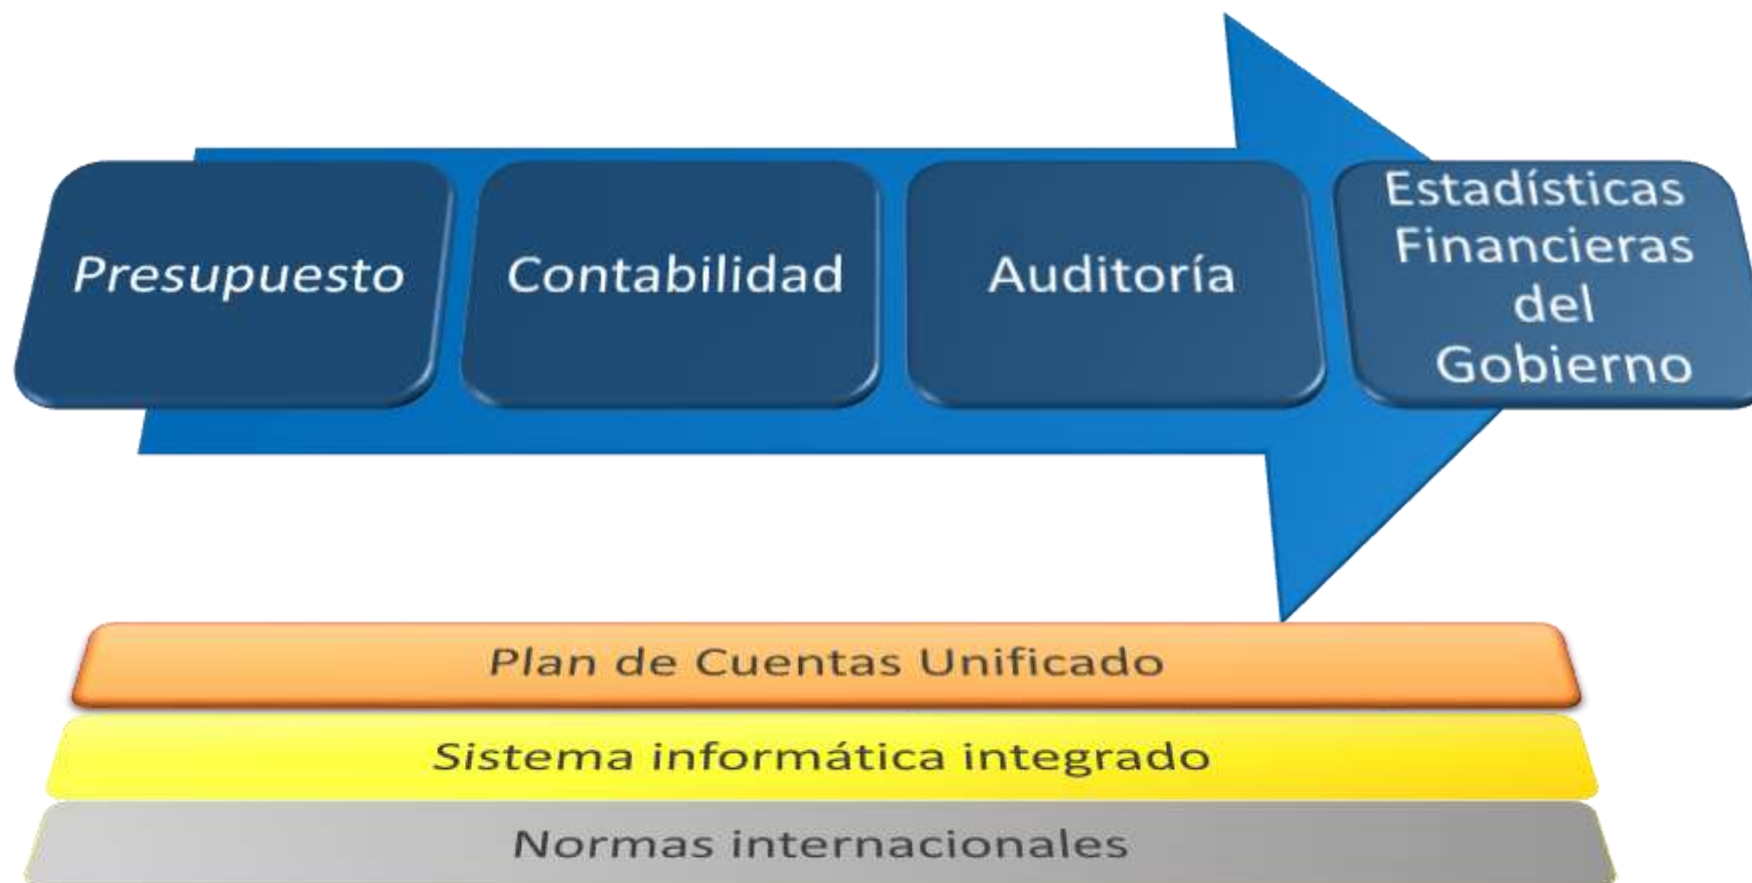 Presupuesto
Contabilidad
Auditoría
Estadísticas
Financieras
del
Gobierno
Plan de Cuentas Unificado
Sistema informática integrado
Normas internacionales